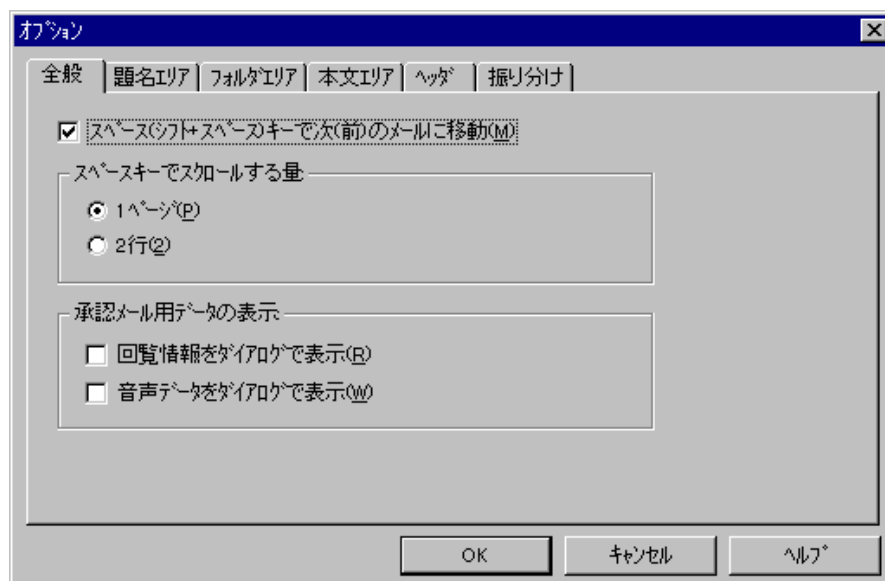 ｵﾌﾟｼｮﾝ
全般 題名ｴﾘｱ ﾌｫﾙﾀﾞｴﾘｱ 本文ｴﾘｱ ﾍｯﾀﾞ 振り分け
ｽﾍﾟｰｽ(ｼﾌﾄ+ｽﾍﾟｰｽ)ｷｰで次(前)のﾒｰﾙに移動(M)
ｽﾍﾟｰｽｷｰでｽｸﾛｰﾙする量
1ﾍﾟｰｼﾞ(P)
2行(2)
承認ﾒｰﾙ用ﾃﾞｰﾀの表示
回覧情報をﾀﾞｲｱﾛｸﾞで表示(R)
音声ﾃﾞｰﾀをﾀﾞｲｱﾛｸﾞで表示(W)
OK ｷｬﾝｾﾙ ﾍﾙﾌﾟ